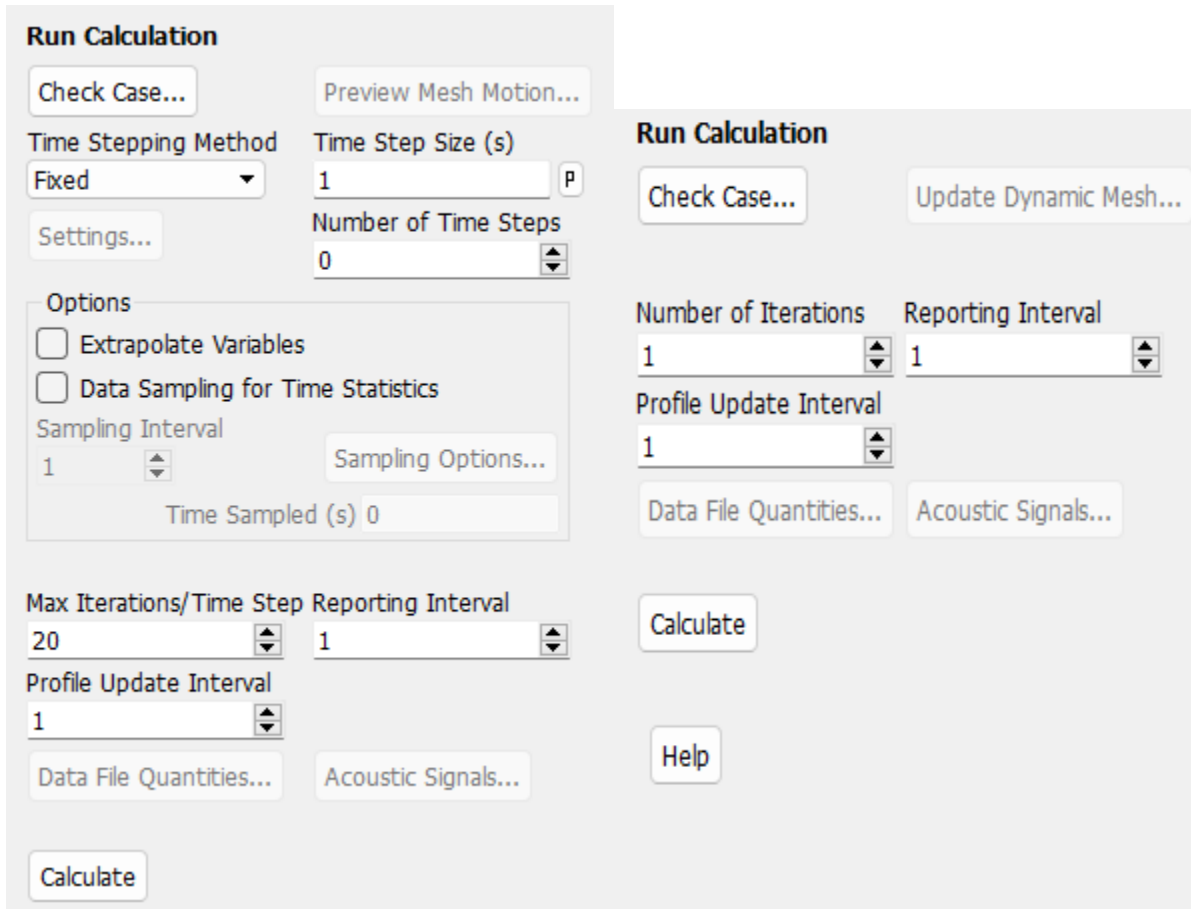 Run Calculation
Check Case...
Preview Mesh Motion...
Time Stepping Method
Time Step Size (s)
Fixed
1
P
Settings...
Number of Time Steps
0
Options
Extrapolate Variables
Data Sampling for Time Statistics
Sampling Interval
1
Sampling Options...
Time Sampled (s) 0
Max Iterations/Time Step
Reporting Interval
20
1
Profile Update Interval
1
Data File Quantities...
Acoustic Signals...
Calculate
Run Calculation
Check Case...
Update Dynamic Mesh...
Number of Iterations
Reporting Interval
1
1
Profile Update Interval
1
Data File Quantities...
Acoustic Signals...
Calculate
Help